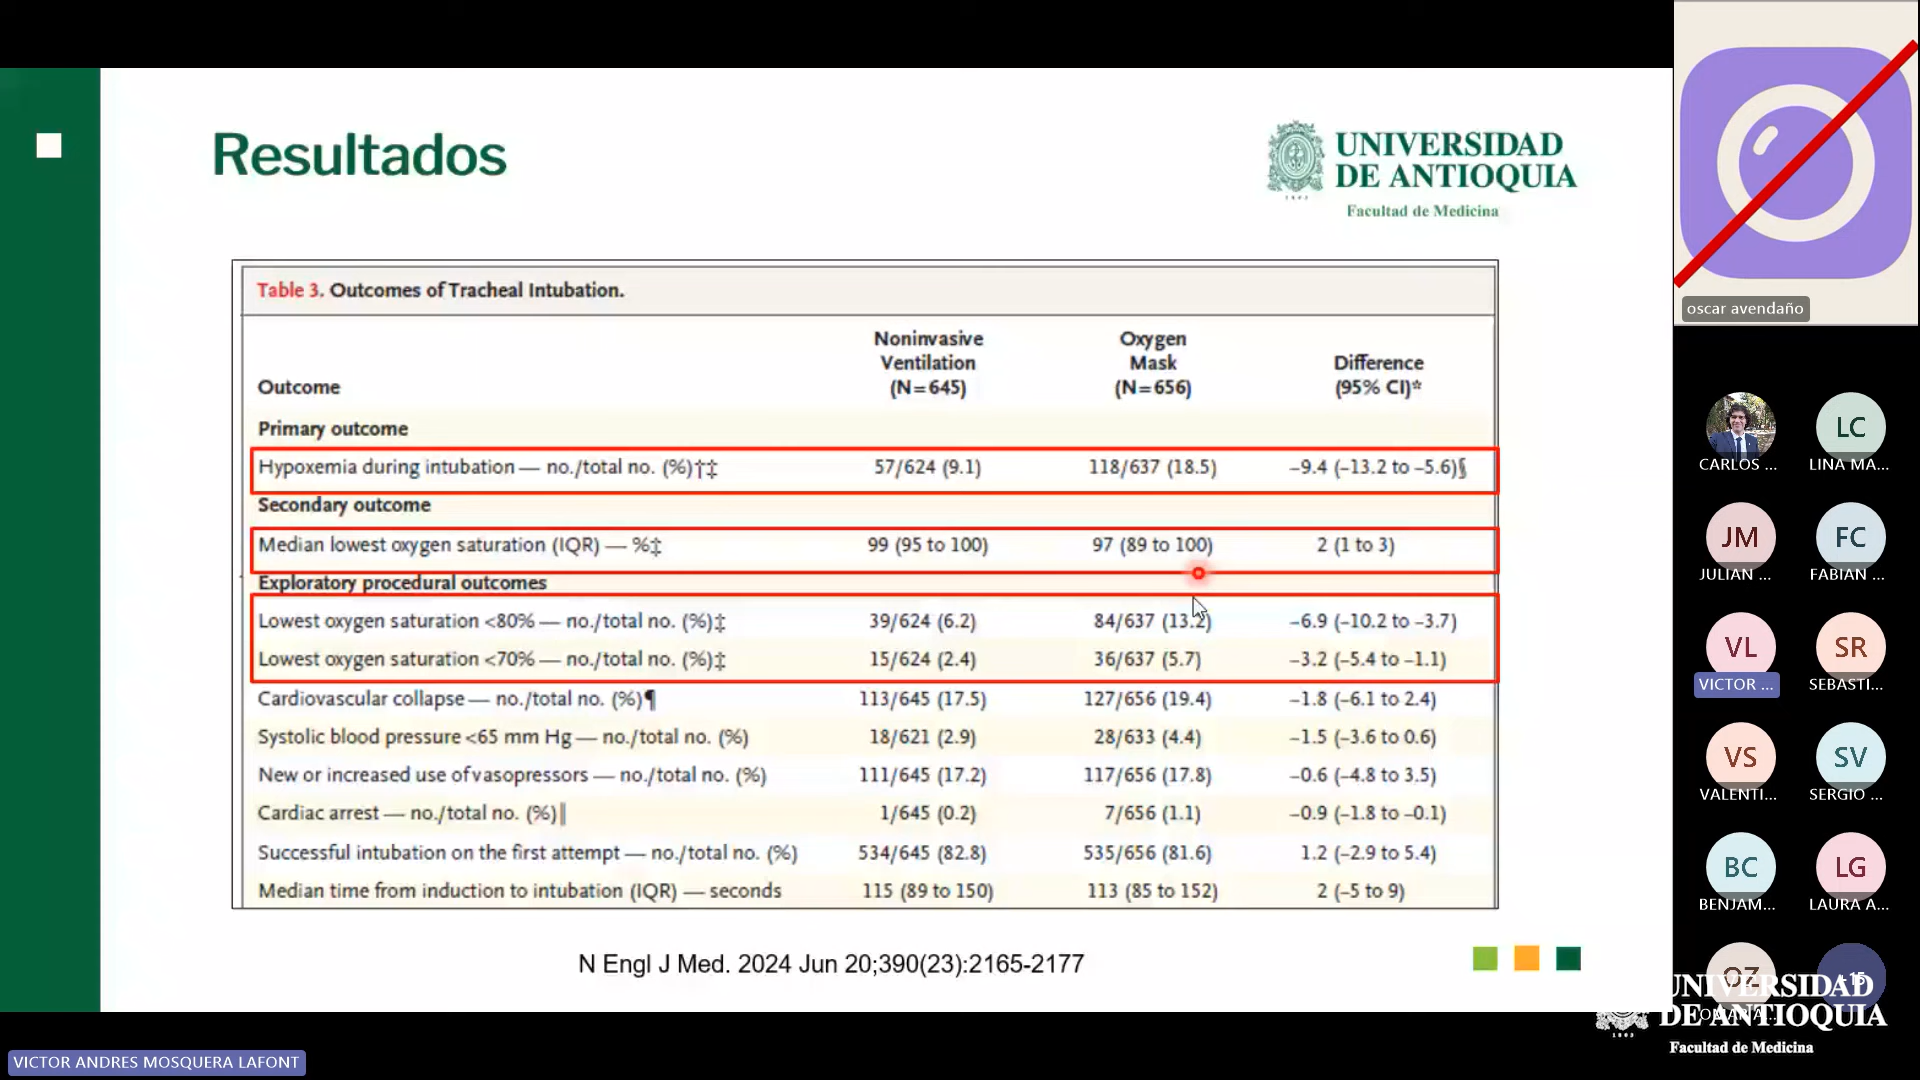 Resultados
UNIVERSIDAD
DE ANTIOQUIA
1803
Facultad de Medicina
Table 3. Outcomes of Tracheal Intubation.
Outcome Noninvasive Ventilation (N=645) Oxygen Mask (N=656) Difference (95% CI)*
Primary outcome
Hypoxemia during intubation — no./total no. (%)†‡ 57/624 (9.1) 118/637 (18.5) –9.4 (–13.2 to –5.6)§
Secondary outcome
Median lowest oxygen saturation (IQR) — %‡ 99 (95 to 100) 97 (89 to 100) 2 (1 to 3)
Exploratory procedural outcomes
Lowest oxygen saturation <80% — no./total no. (%)‡ 39/624 (6.2) 84/637 (13.2) –6.9 (–10.2 to –3.7)
Lowest oxygen saturation <70% — no./total no. (%)‡ 15/624 (2.4) 36/637 (5.7) –3.2 (–5.4 to –1.1)
Cardiovascular collapse — no./total no. (%)¶ 113/645 (17.5) 127/656 (19.4) –1.8 (–6.1 to 2.4)
Systolic blood pressure <65 mm Hg — no./total no. (%) 18/621 (2.9) 28/633 (4.4) –1.5 (–3.6 to 0.6)
New or increased use of vasopressors — no./total no. (%) 111/645 (17.2) 117/656 (17.8) –0.6 (–4.8 to 3.5)
Cardiac arrest — no./total no. (%)‖ 1/645 (0.2) 7/656 (1.1) –0.9 (–1.8 to –0.1)
Successful intubation on the first attempt — no./total no. (%) 534/645 (82.8) 535/656 (81.6) 1.2 (–2.9 to 5.4)
Median time from induction to intubation (IQR) — seconds 115 (89 to 150) 113 (85 to 152) 2 (–5 to 9)
N Engl J Med. 2024 Jun 20;390(23):2165-2177
oscar avendaño
CARLOS ...
LC
LINA MA...
JM
JULIAN ...
FC
FABIAN ...
VL
VICTOR ...
SR
SEBASTI...
VS
VALENTI...
SV
SERGIO ...
BC
BENJAM...
LG
LAURA A...
OZ
+15
UNIVERSIDAD
DE ANTIOQUIA
1803
Facultad de Medicina
VICTOR ANDRES MOSQUERA LAFONT